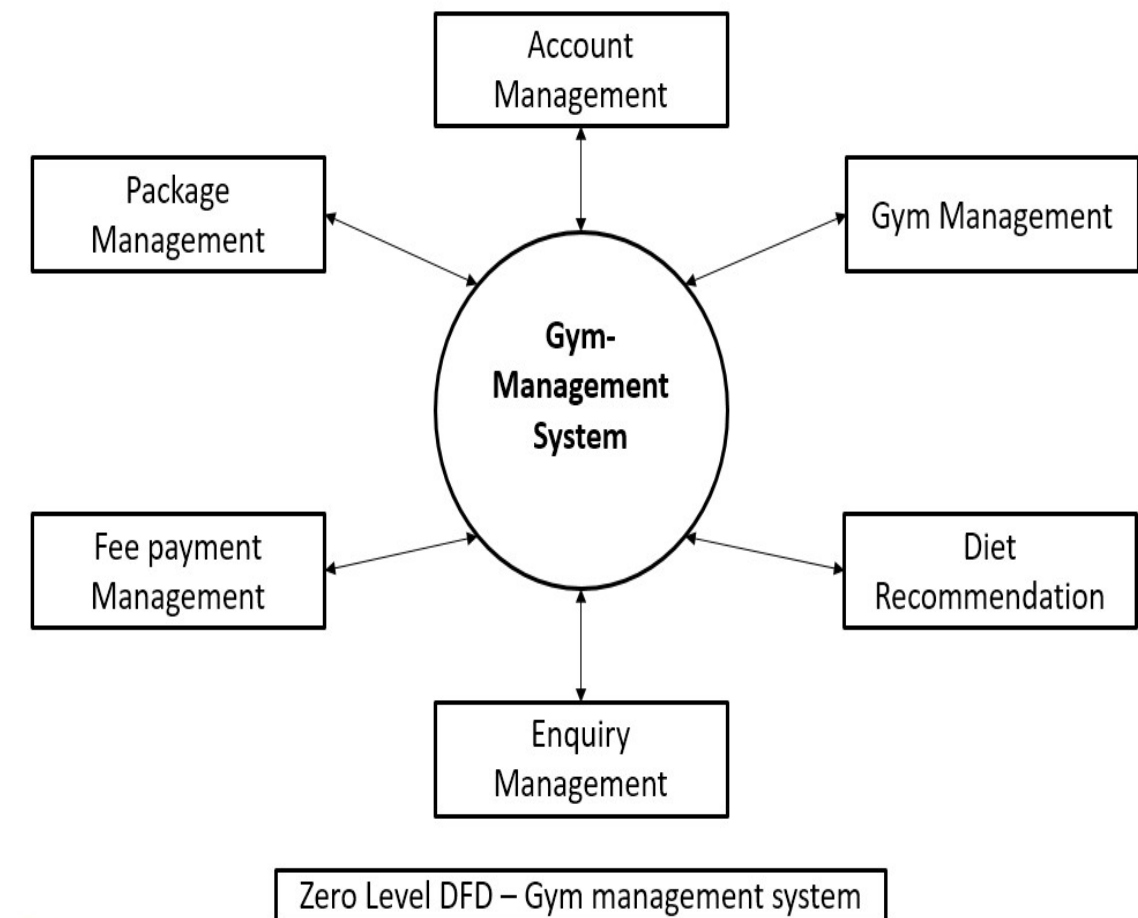 Account
Management
Package
Management
Gym Management
Gym-
Management
System
Fee payment
Management
Diet
Recommendation
Enquiry
Management
Zero Level DFD – Gym management system